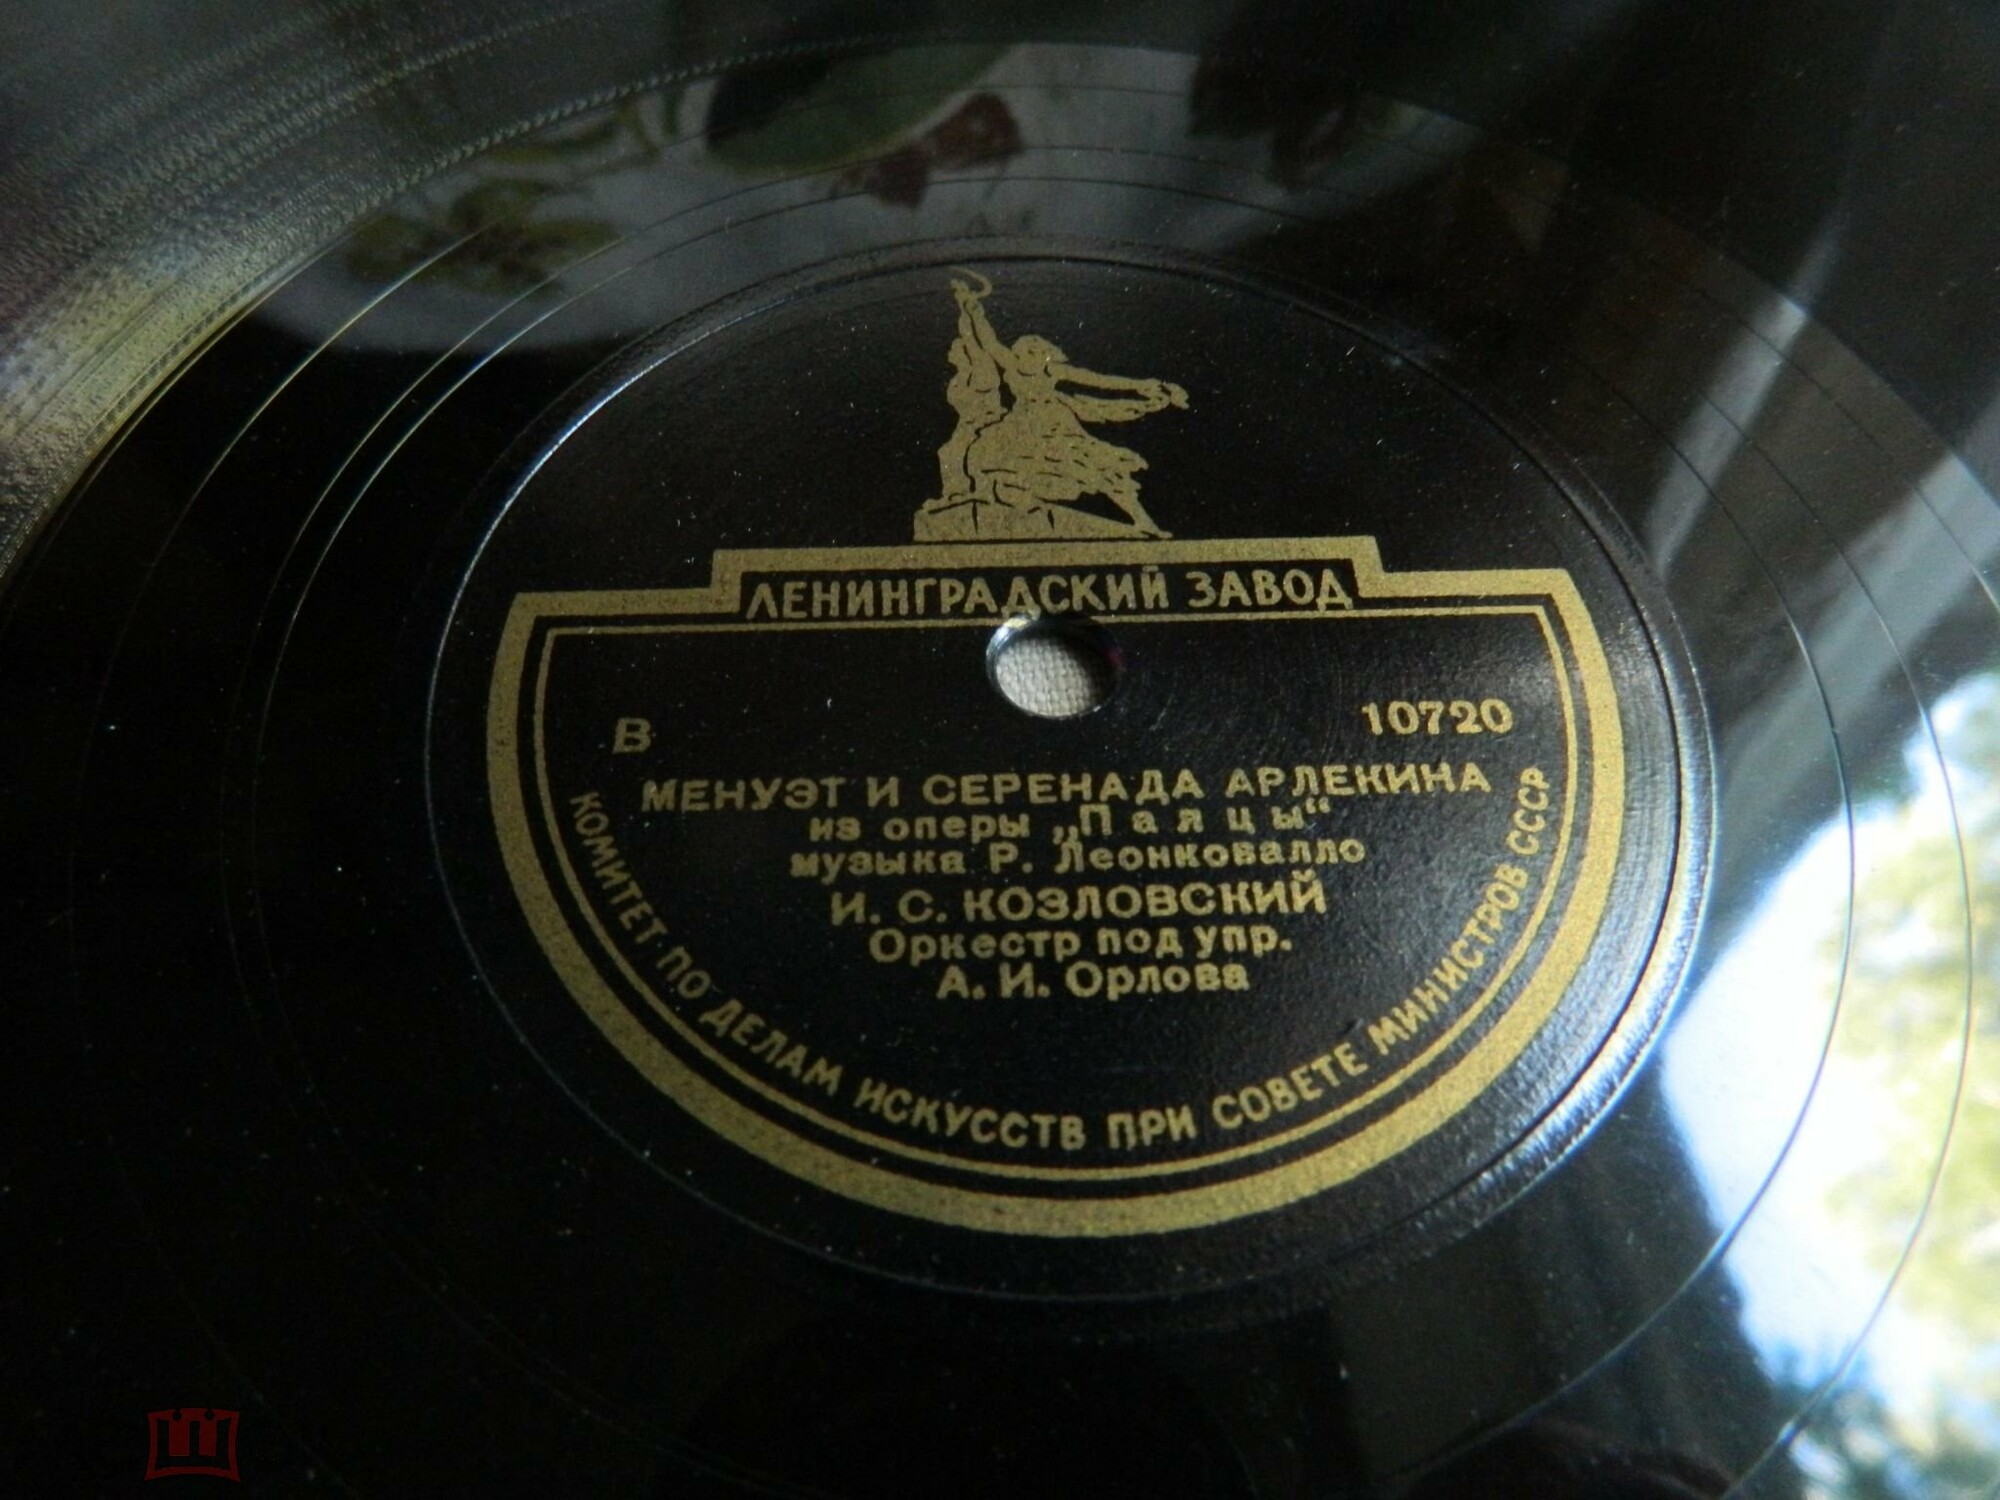 ЛЕНИНГРАДСКИЙ ЗАВОД
В 10720
МЕНУЭТ И СЕРЕНАДА АРЛЕКИНА
из оперы „Паяцы“
музыка Р. Леонковалло
И. С. КОЗЛОВСКИЙ
Оркестр под упр.
А. И. Орлова
КОМИТЕТ ПО ДЕЛАМ ИСКУССТВ ПРИ СОВЕТЕ МИНИСТРОВ СССР